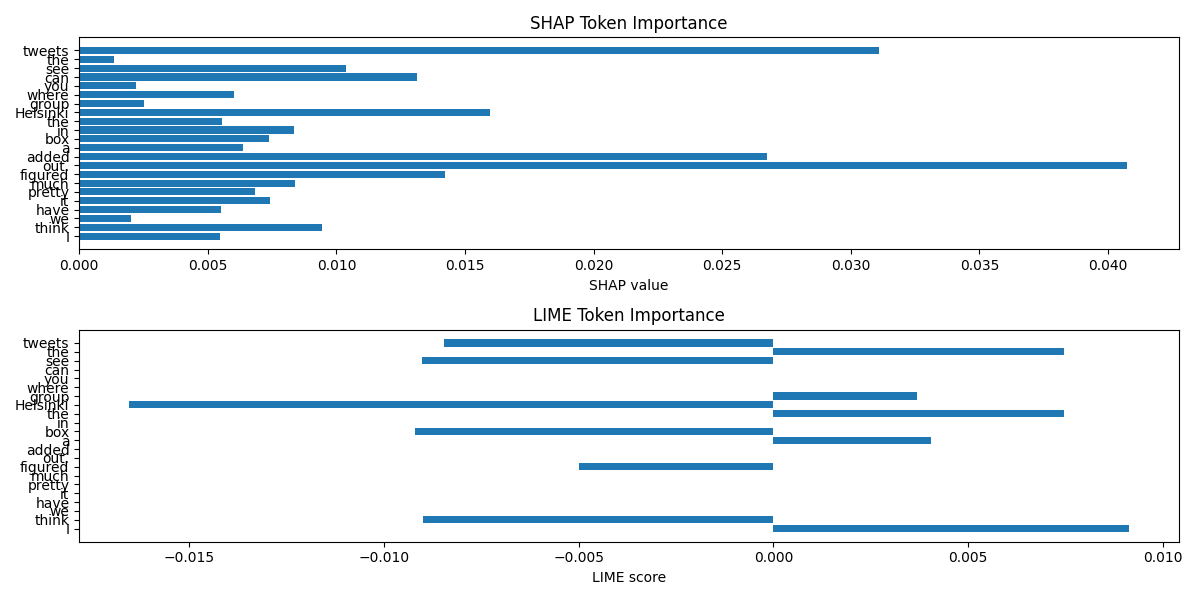 SHAP Token Importance
tweets
the
see
can
you
where
group
Helsinki
the
in
box
a
added
out.
figured
much
pretty
it
have
we
think
I
0.000 0.005 0.010 0.015 0.020 0.025 0.030 0.035 0.040
SHAP value
LIME Token Importance
tweets
the
see
can
you
where
group
Helsinki
the
in
box
a
added
out.
figured
much
pretty
it
have
we
think
I
−0.015 −0.010 −0.005 0.000 0.005 0.010
LIME score